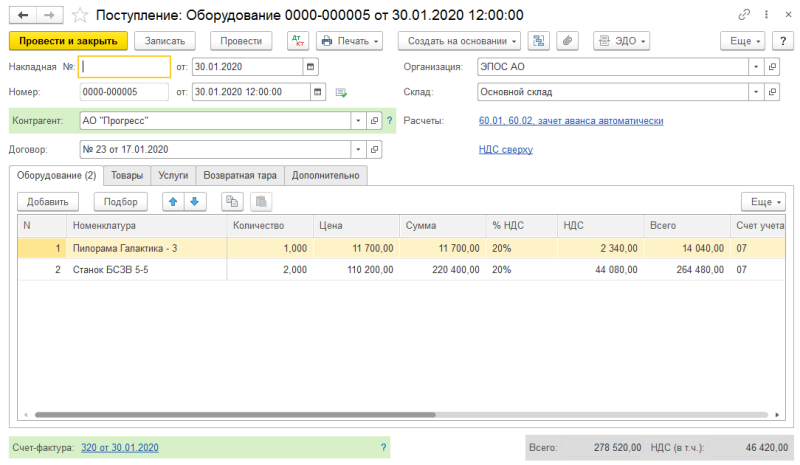 Поступление: Оборудование 0000-000005 от 30.01.2020 12:00:00
Провести и закрыть Записать Провести Дт Кт Печать Создать на основании ЭДО Еще ?
Накладная №: от: 30.01.2020 Организация: ЭПОС АО
Номер: 0000-000005 от: 30.01.2020 12:00:00 Склад: Основной склад
Контрагент: АО "Прогресс" ? Расчеты: 60.01, 60.02, зачет аванса автоматически
Договор: № 23 от 17.01.2020 НДС сверху
Оборудование (2) Товары Услуги Возвратная тара Дополнительно
Добавить Подбор Еще
N Номенклатура Количество Цена Сумма % НДС НДС Всего Счет учета
1 Пилорама Галактика - 3 1,000 11 700,00 11 700,00 20% 2 340,00 14 040,00 07
2 Станок БСЗВ 5-5 2,000 110 200,00 220 400,00 20% 44 080,00 264 480,00 07
Счет-фактура: 320 от 30.01.2020 ? Всего: 278 520,00 НДС (в т.ч.): 46 420,00